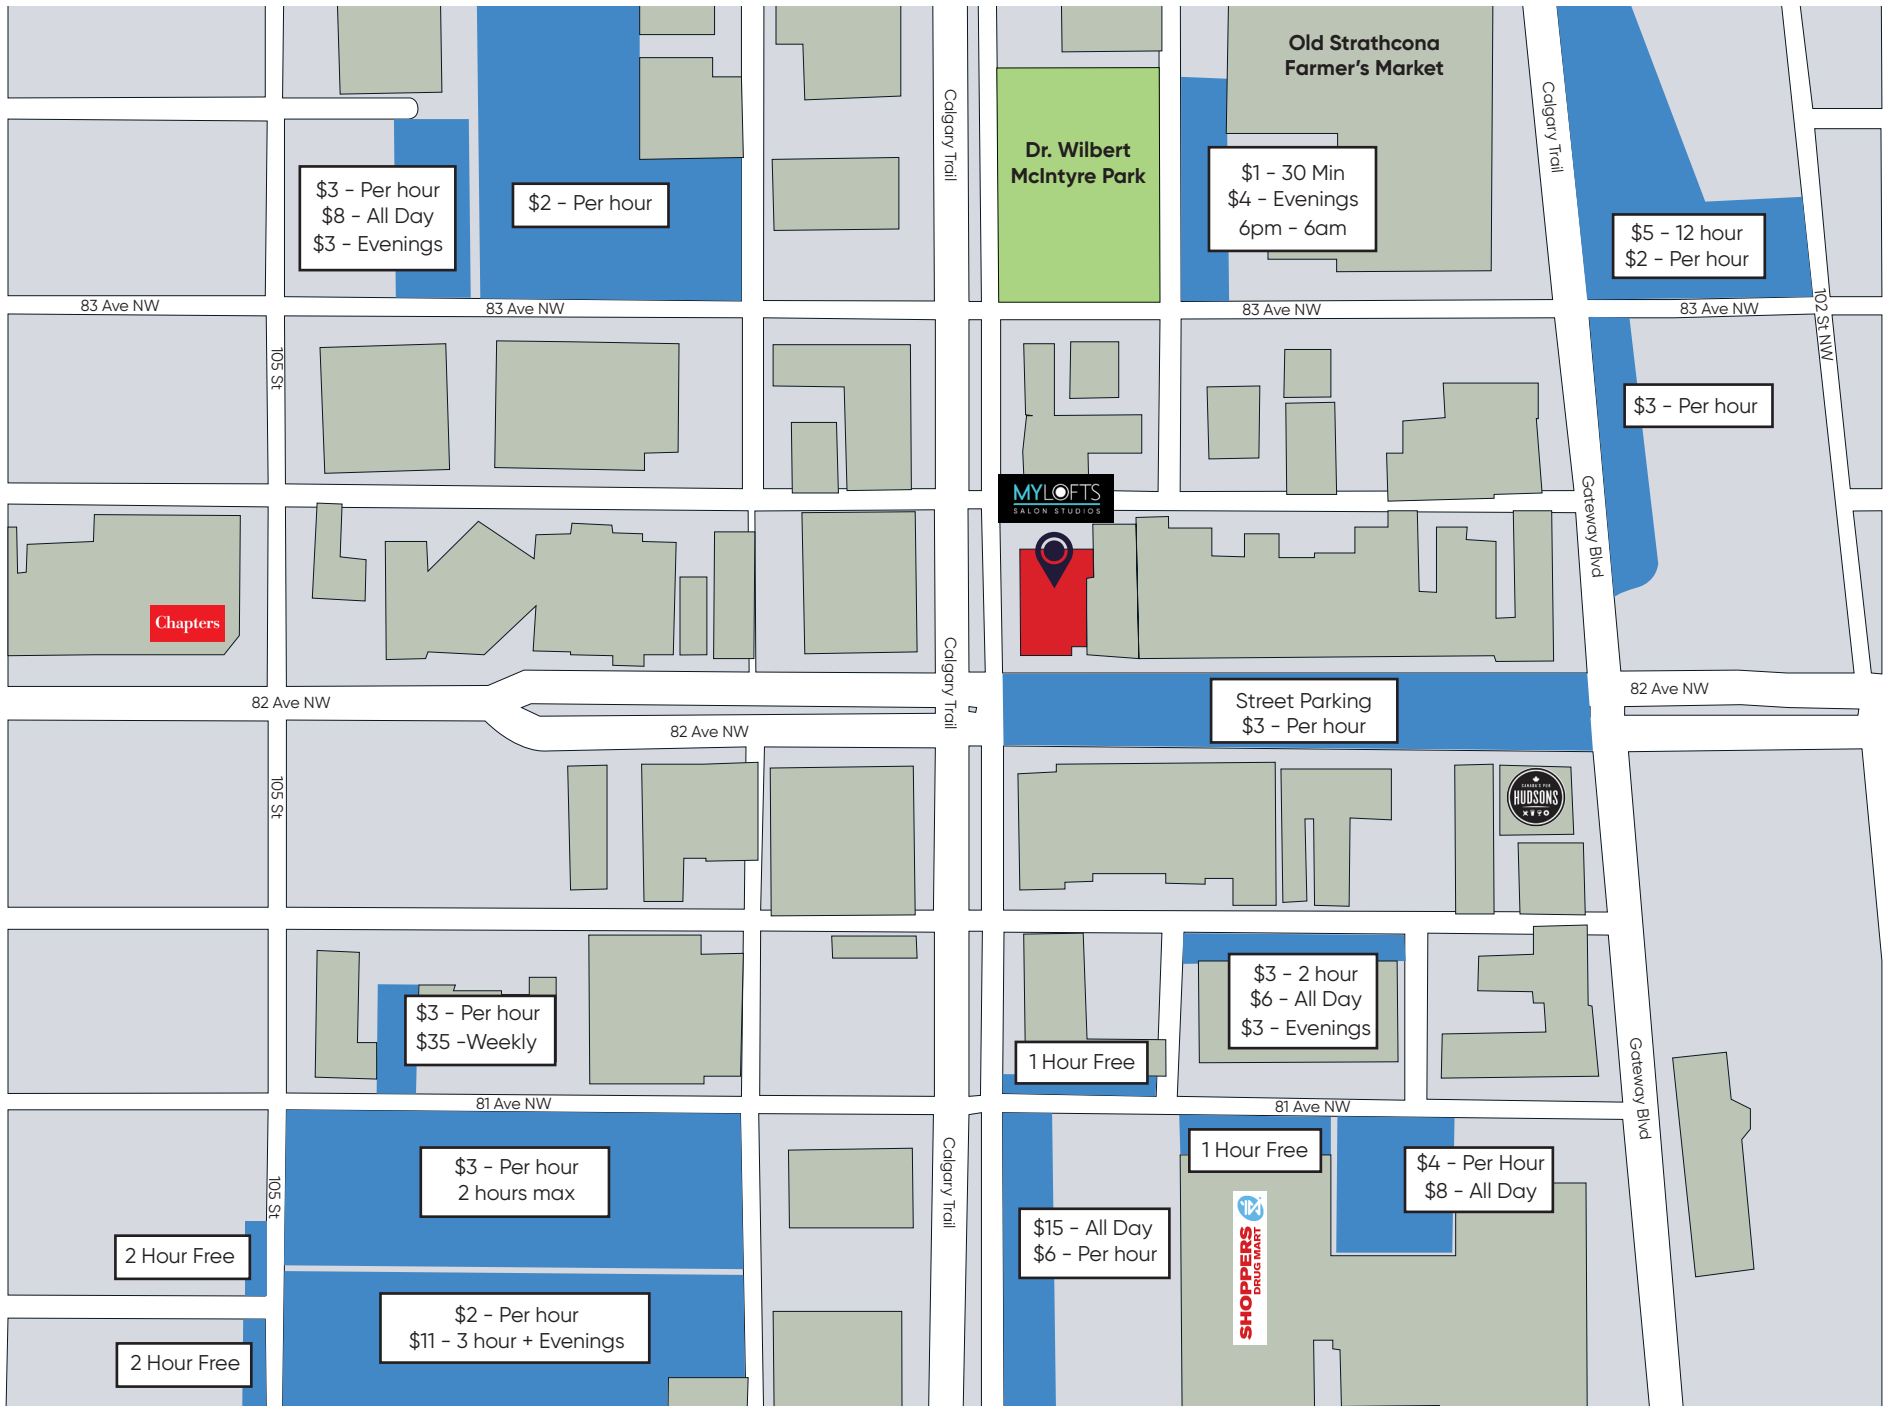 Old Strathcona
Farmer's Market
Calgary Trail
Calgary Trail
Dr. Wilbert
McIntyre Park
$3 - Per hour
$8 - All Day
$3 - Evenings
$2 - Per hour
$1 - 30 Min
$4 - Evenings
6pm - 6am
$5 - 12 hour
$2 - Per hour
83 Ave NW
83 Ave NW
83 Ave NW
83 Ave NW
102 St NW
105 St
$3 - Per hour
MYLOFTS
SALON STUDIOS
Gateway Blvd
Chapters
Calgary Trail
82 Ave NW
82 Ave NW
82 Ave NW
Street Parking
$3 - Per hour
105 St
CANADA'S PUB
HUDSONS
$3 - Per hour
$35 -Weekly
$3 - 2 hour
$6 - All Day
$3 - Evenings
1 Hour Free
81 Ave NW
81 Ave NW
Gateway Blvd
$3 - Per hour
2 hours max
105 St
Calgary Trail
1 Hour Free
$4 - Per Hour
$8 - All Day
2 Hour Free
$15 - All Day
$6 - Per hour
SHOPPERS
DRUG MART
$2 - Per hour
$11 - 3 hour + Evenings
2 Hour Free